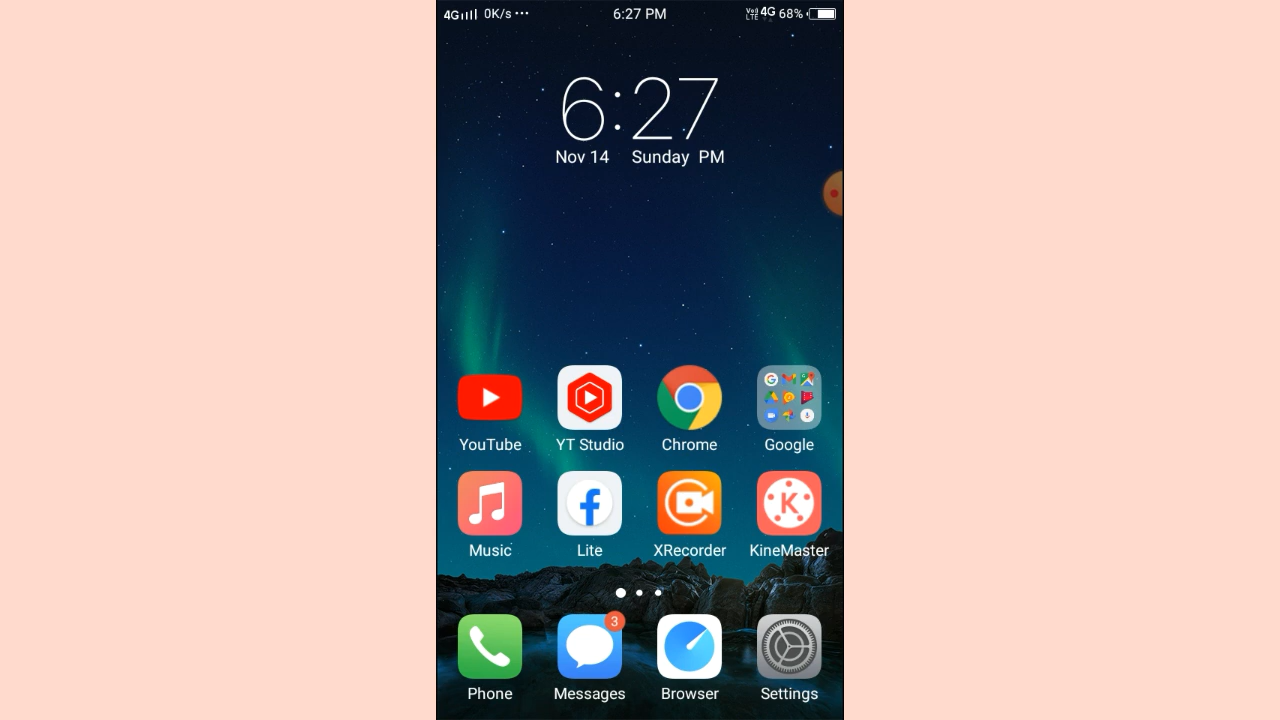 4G 0K/s ... 6:27 PM VoLTE 4G 68%
6:27
Nov 14 Sunday PM
YouTube YT Studio Chrome Google
Music Lite XRecorder KineMaster
3
Phone Messages Browser Settings